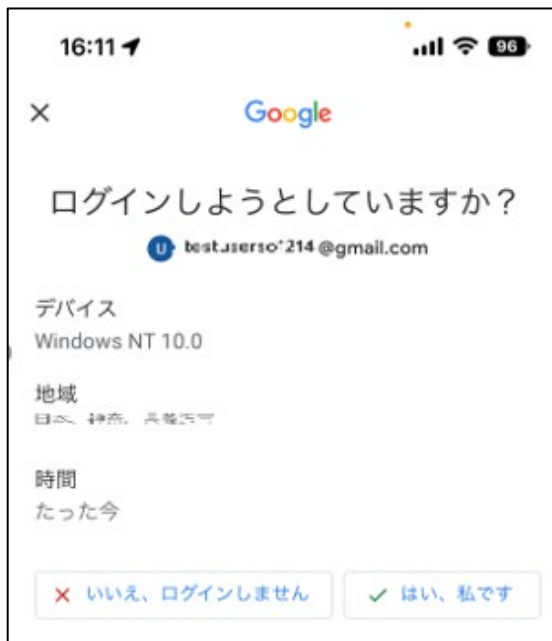 16:11
96
Google
ログインしようとしていますか？
U @gmail.com
デバイス
Windows NT 10.0
地域
時間
たった今
いいえ、ログインしません
はい、私です